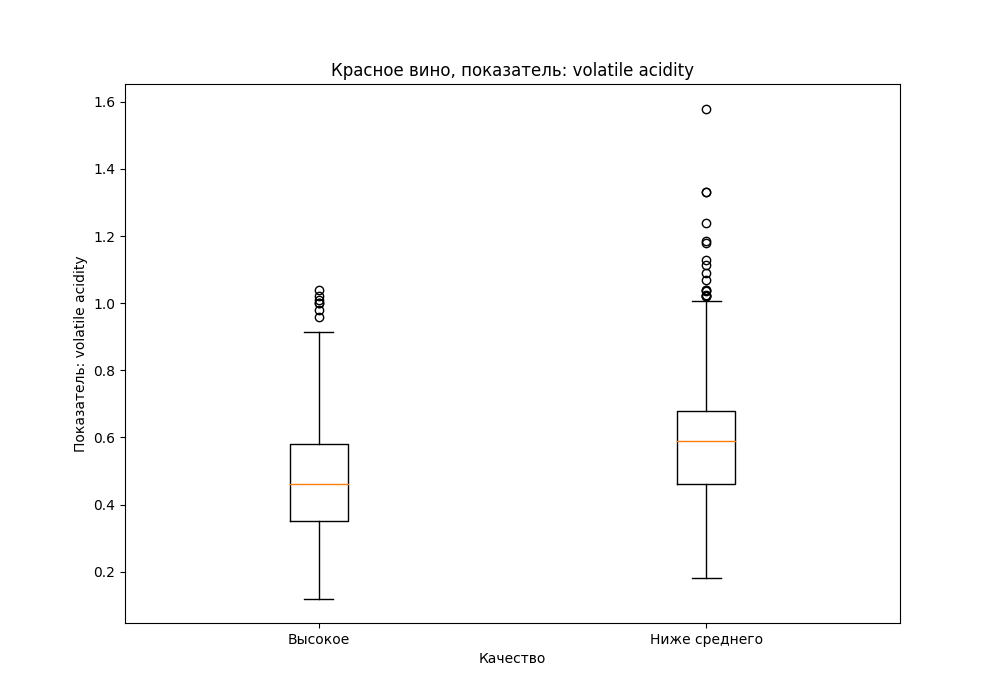 Красное вино, показатель: volatile acidity
Показатель: volatile acidity
1.6
1.4
1.2
1.0
0.8
0.6
0.4
0.2
Высокое
Ниже среднего
Качество